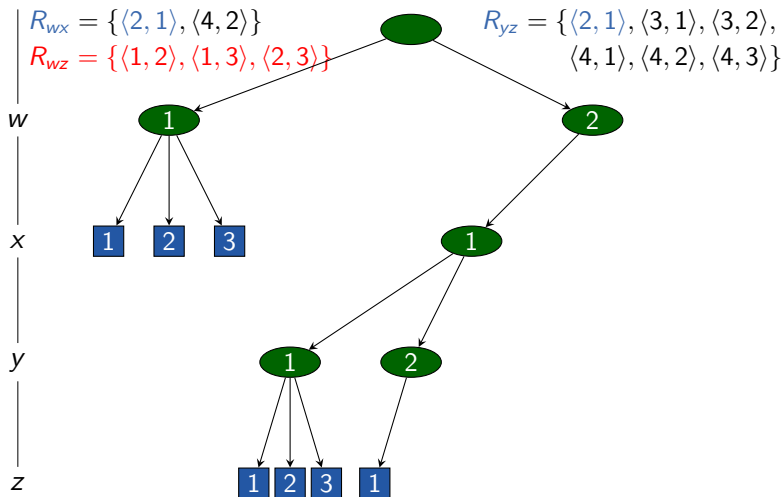 R_wx = {⟨2, 1⟩, ⟨4, 2⟩}
R_wz = {⟨1, 2⟩, ⟨1, 3⟩, ⟨2, 3⟩}
R_yz = {⟨2, 1⟩, ⟨3, 1⟩, ⟨3, 2⟩,
⟨4, 1⟩, ⟨4, 2⟩, ⟨4, 3⟩}
w 1 2
x 1 2 3 1
y 1 2
z 1 2 3 1